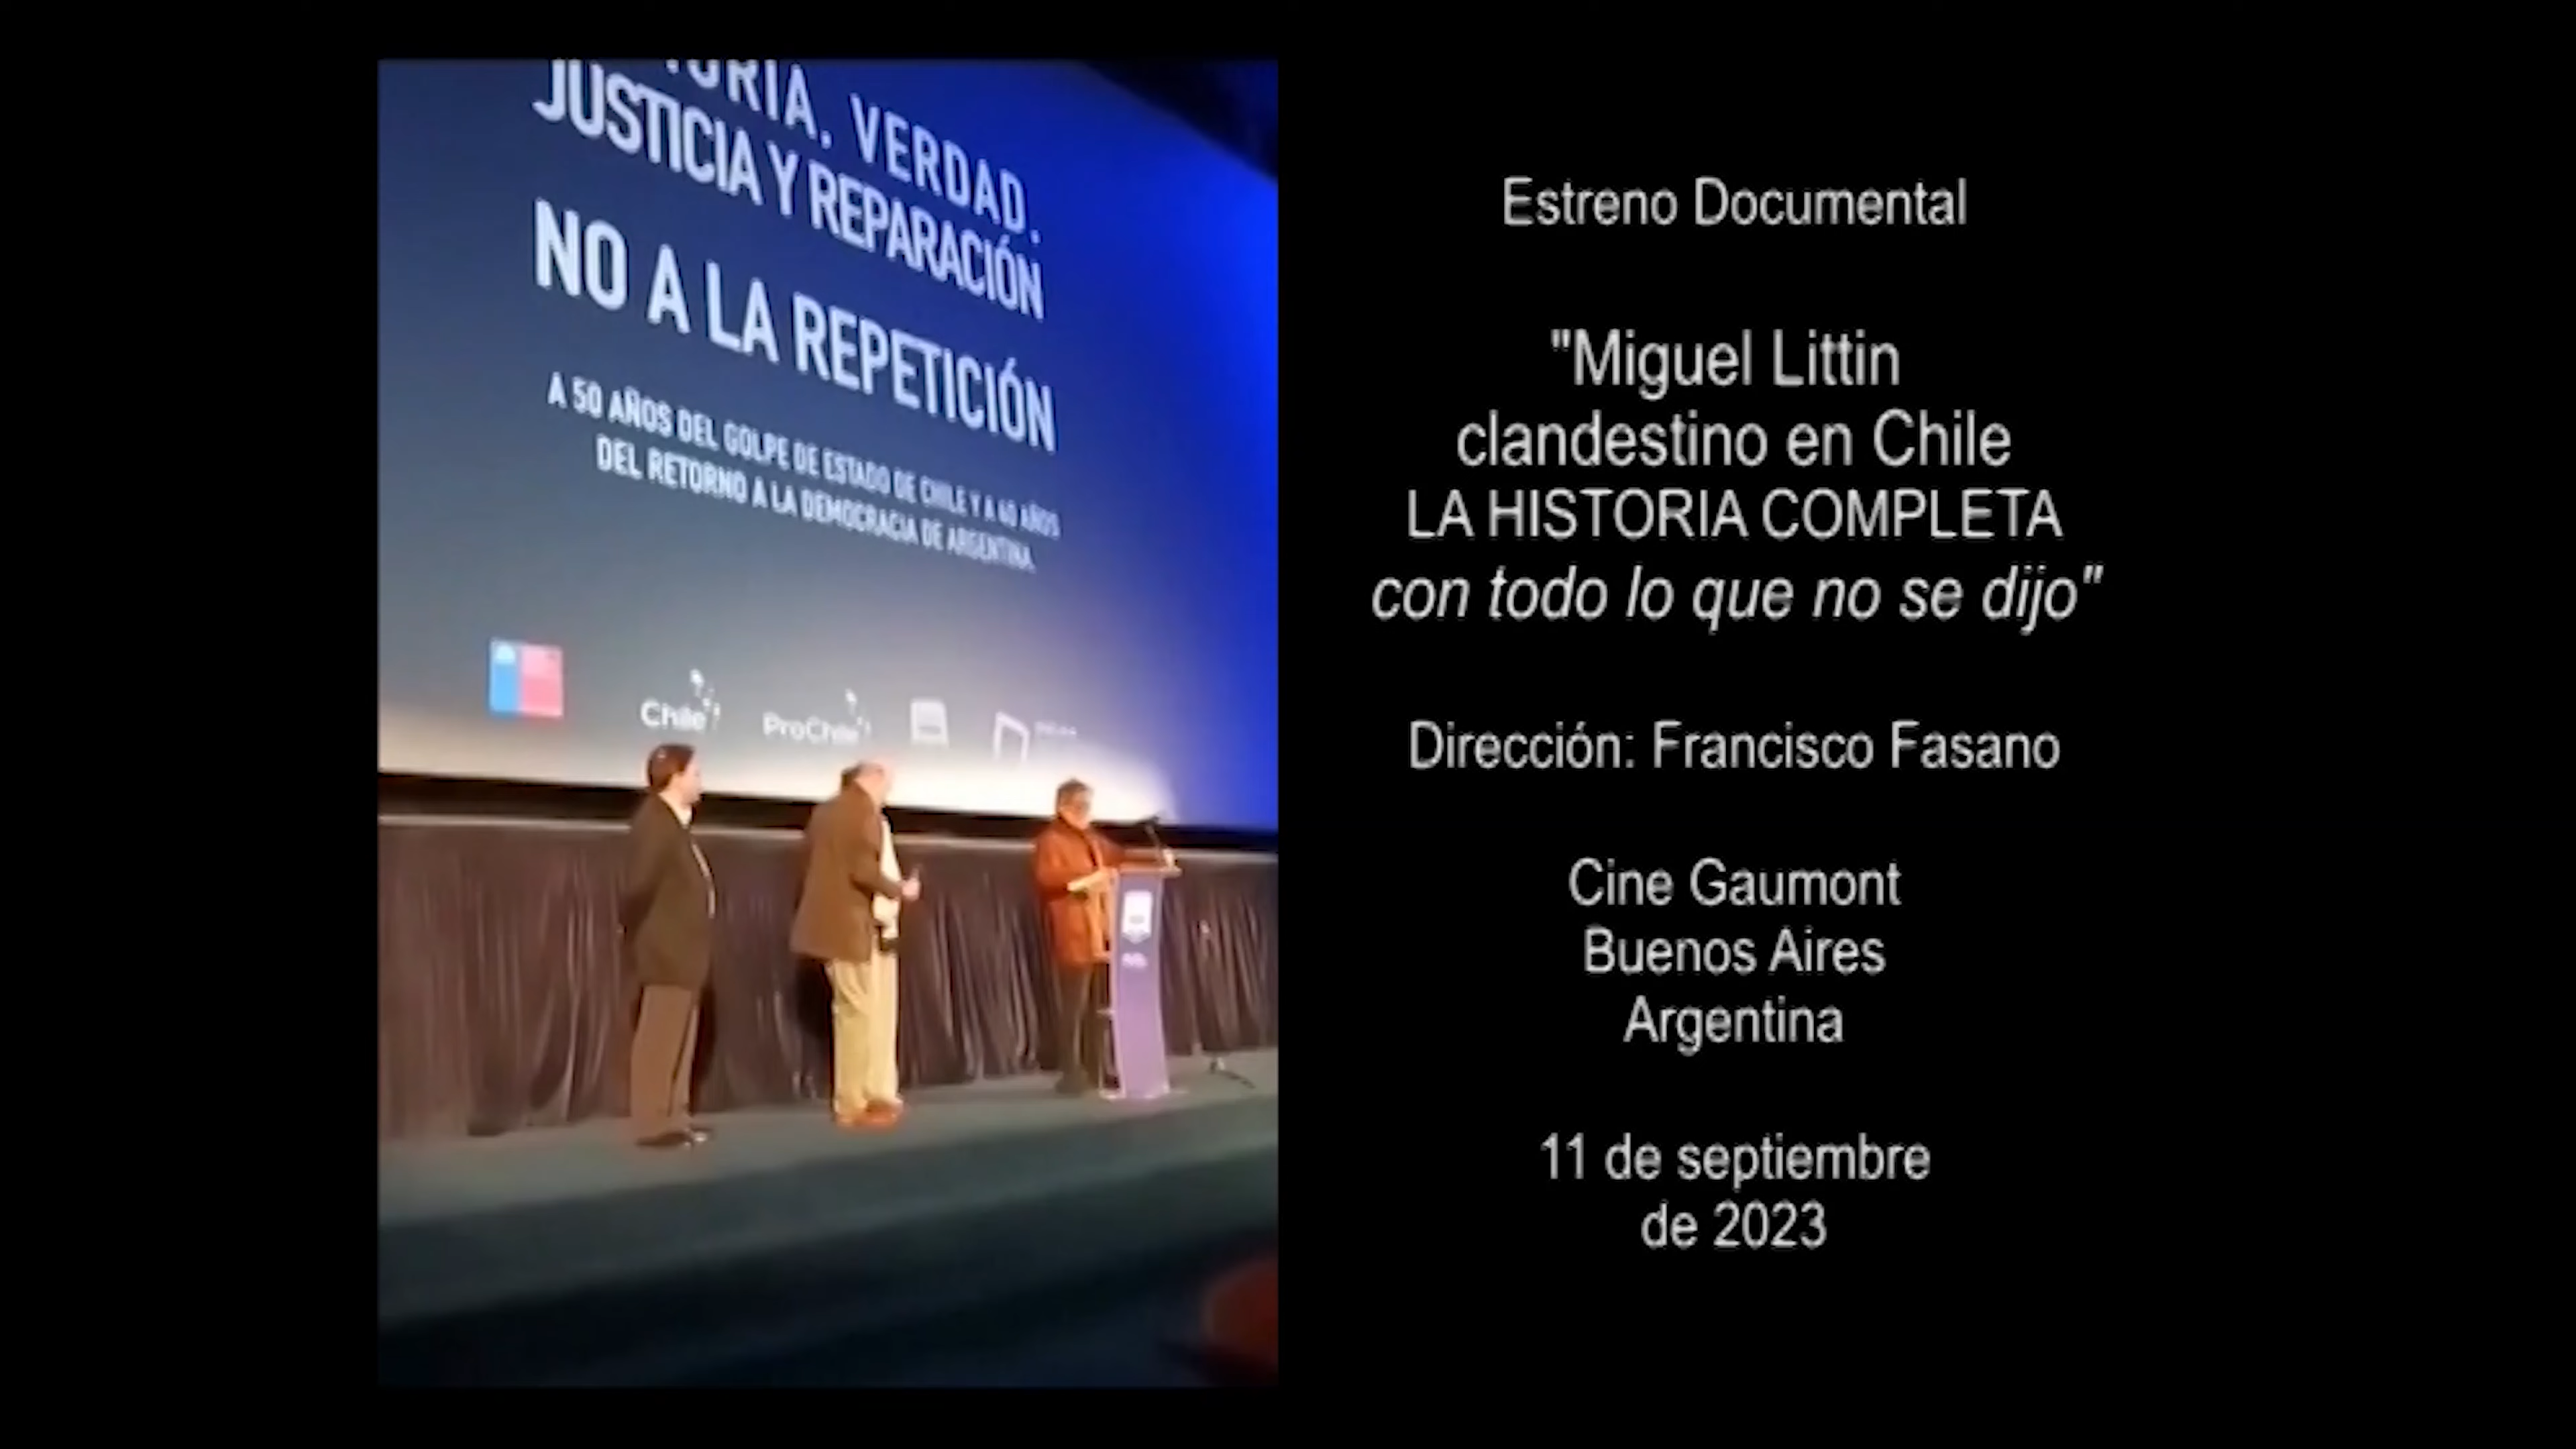 VERDAD.
JUSTICIA Y REPARACIÓN
NO A LA REPETICIÓN
A 50 AÑOS DEL GOLPE DE ESTADO DE CHILE Y A 40 AÑOS
DEL RETORNO A LA DEMOCRACIA DE ARGENTINA.
Chile
ProChile
Estreno Documental
"Miguel Littin
clandestino en Chile
LA HISTORIA COMPLETA
con todo lo que no se dijo"
Dirección: Francisco Fasano
Cine Gaumont
Buenos Aires
Argentina
11 de septiembre
de 2023